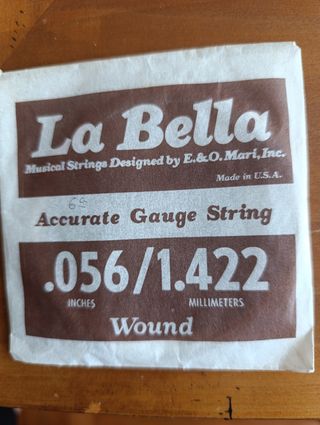 La Bella
Musical Strings Designed by E.&O. Mari, Inc.
Made in U.S.A.
Accurate Gauge String
.056/1.422
INCHES MILLIMETERS
Wound